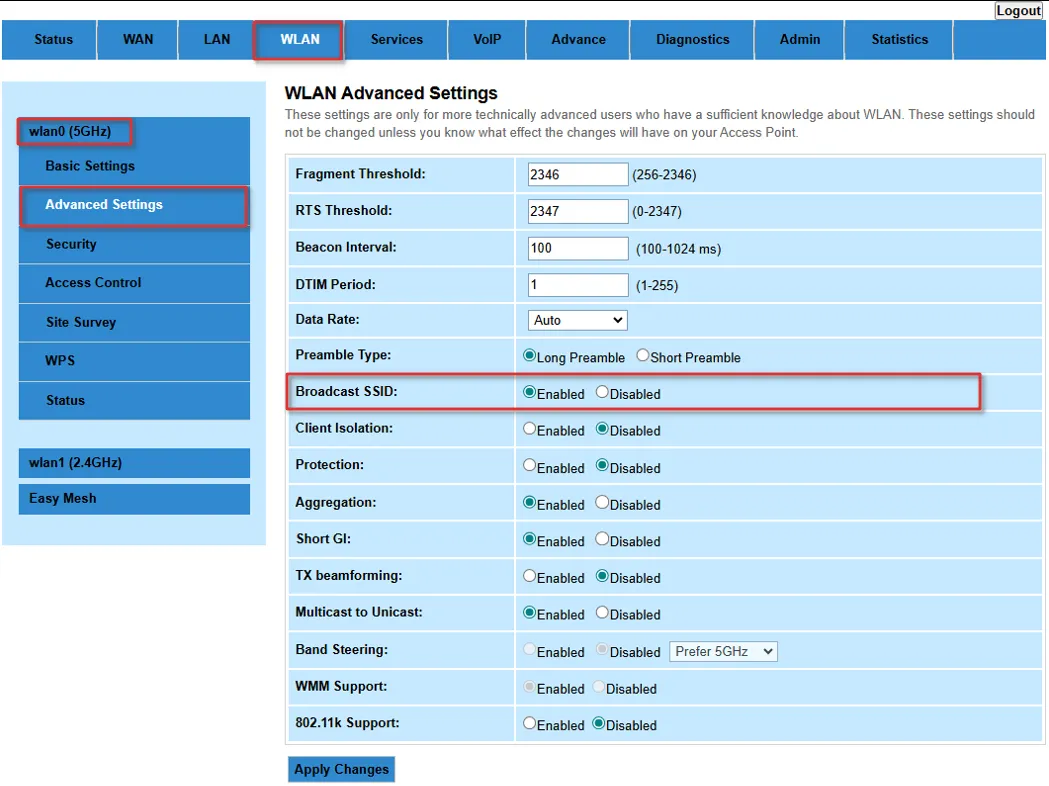 Logout
Status WAN LAN WLAN Services VoIP Advance Diagnostics Admin Statistics
wlan0 (5GHz)
Basic Settings
Advanced Settings
Security
Access Control
Site Survey
WPS
Status
wlan1 (2.4GHz)
Easy Mesh
WLAN Advanced Settings
These settings are only for more technically advanced users who have a sufficient knowledge about WLAN. These settings should
not be changed unless you know what effect the changes will have on your Access Point.
Fragment Threshold: 2346 (256-2346)
RTS Threshold: 2347 (0-2347)
Beacon Interval: 100 (100-1024 ms)
DTIM Period: 1 (1-255)
Data Rate: Auto
Preamble Type: Long Preamble Short Preamble
Broadcast SSID: Enabled Disabled
Client Isolation: Enabled Disabled
Protection: Enabled Disabled
Aggregation: Enabled Disabled
Short GI: Enabled Disabled
TX beamforming: Enabled Disabled
Multicast to Unicast: Enabled Disabled
Band Steering: Enabled Disabled Prefer 5GHz
WMM Support: Enabled Disabled
802.11k Support: Enabled Disabled
Apply Changes